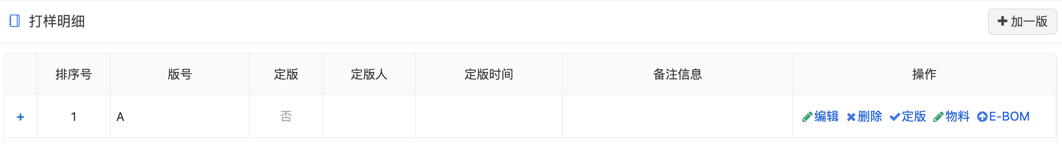 打样明细
加一版
排序号 版号 定版 定版人 定版时间 备注信息 操作
1 A 否 编辑 删除 定版 物料 E-BOM